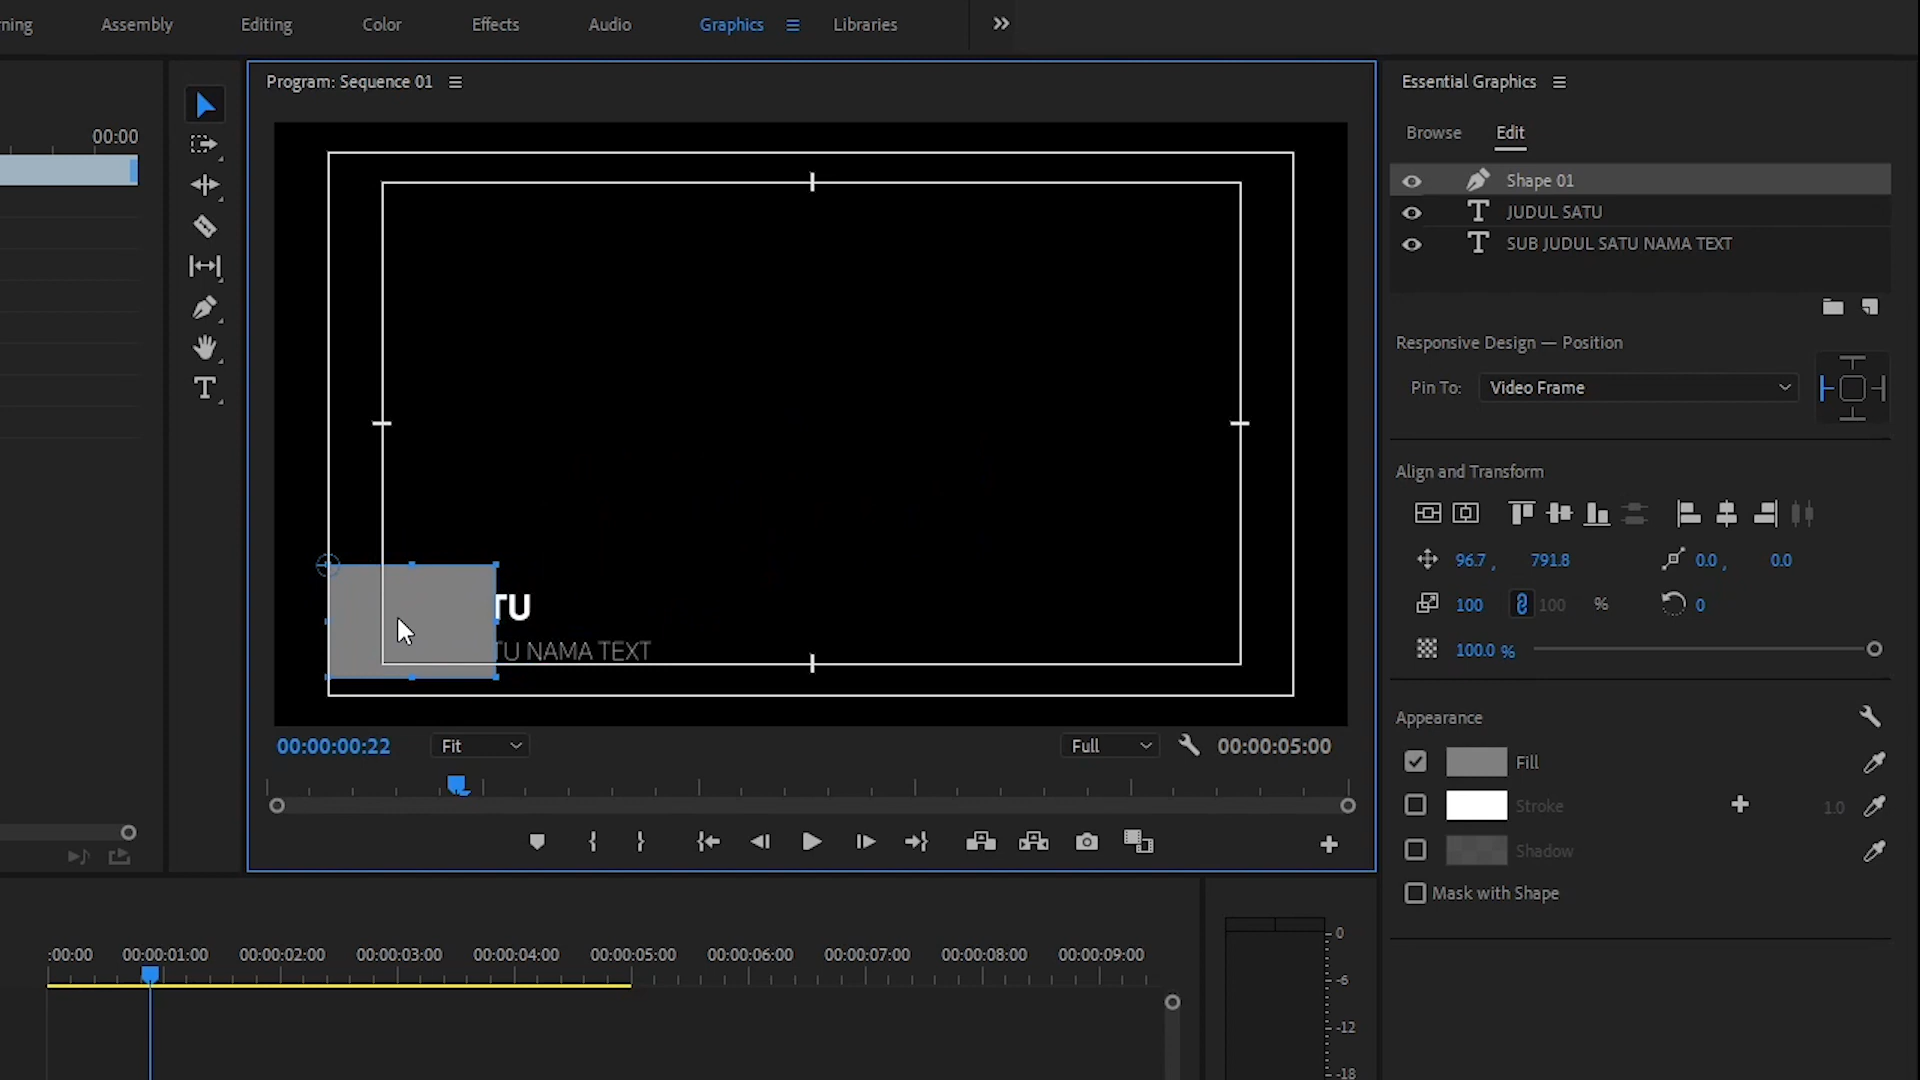 Assembly
Editing
Color
Effects
Audio
Graphics
Libraries
Program: Sequence 01
Essential Graphics
00:00
Browse
Edit
Shape 01
JUDUL SATU
SUB JUDUL SATU NAMA TEXT
Responsive Design — Position
Pin To:
Video Frame
Align and Transform
96.7 ,
791.8
0.0 ,
0.0
100
100
%
0
100.0 %
TU
TU NAMA TEXT
00:00:00:22
Fit
Full
00:00:05:00
Appearance
Fill
Stroke
1.0
Shadow
Mask with Shape
:00:00
00:00:01:00
00:00:02:00
00:00:03:00
00:00:04:00
00:00:05:00
00:00:06:00
00:00:07:00
00:00:08:00
00:00:09:00
0
-6
-12
-18